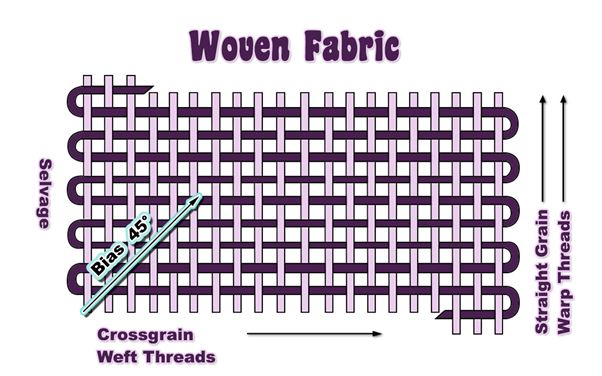 Woven Fabric
Selvage
Bias 45°
Straight Grain
Warp Threads
Crossgrain
Weft Threads